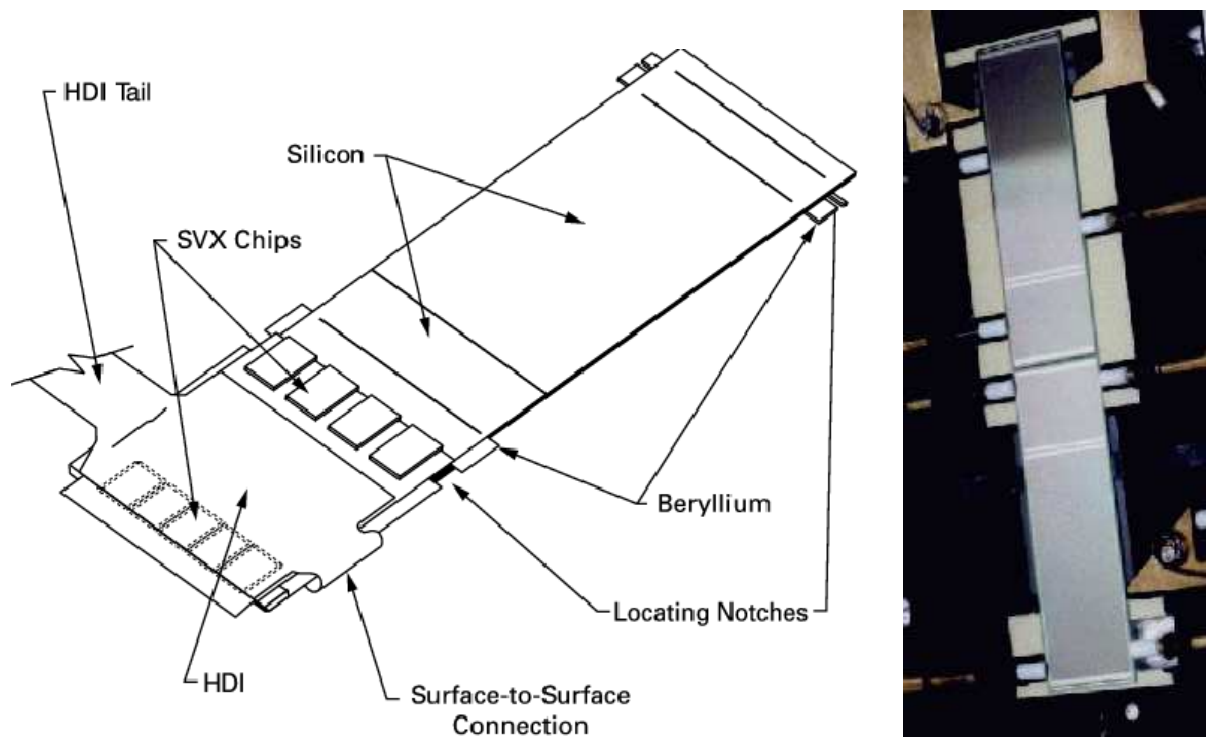 HDI Tail
Silicon
SVX Chips
Beryllium
Locating Notches
HDI
Surface-to-Surface
Connection